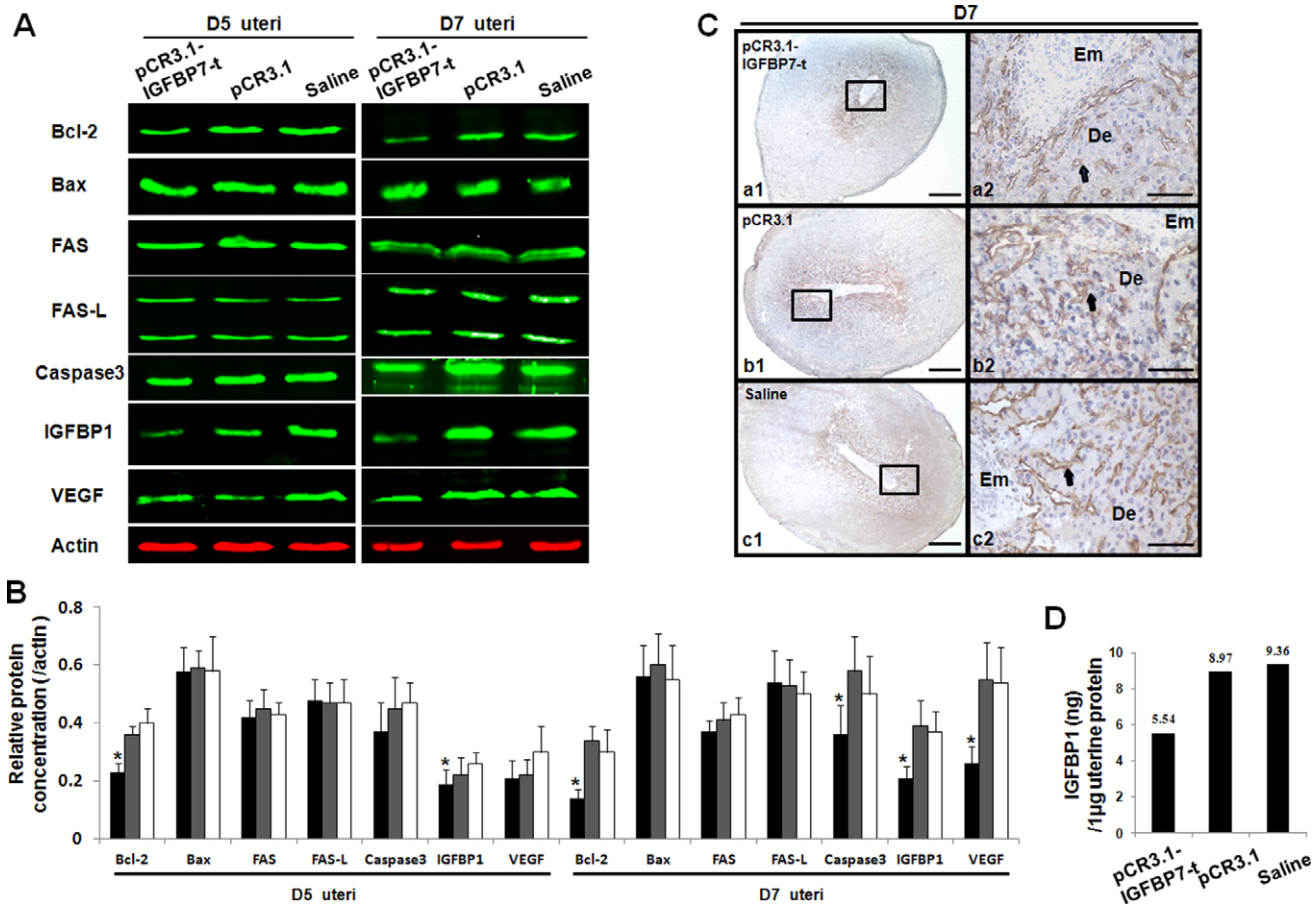 A
D5 uteri
D7 uteri
pCR3.1-
IGFBP7-t
pCR3.1
Saline
pCR3.1-
IGFBP7-t
pCR3.1
Saline
Bcl-2
Bax
FAS
FAS-L
Caspase3
IGFBP1
VEGF
Actin
C
D7
pCR3.1-
IGFBP7-t
a1
Em
De
a2
pCR3.1
b1
Em
De
b2
Saline
c1
Em
De
c2
B
Relative protein
concentration (/actin)
0.8
0.6
0.4
0.2
0
* * * * * *
Bcl-2 Bax FAS FAS-L Caspase3 IGFBP1 VEGF Bcl-2 Bax FAS FAS-L Caspase3 IGFBP1 VEGF
D5 uteri
D7 uteri
D
IGFBP1 (ng)
/1μg uterine protein
10
8
6
4
2
0
5.54
8.97
9.36
pCR3.1-
IGFBP7-t
pCR3.1
Saline